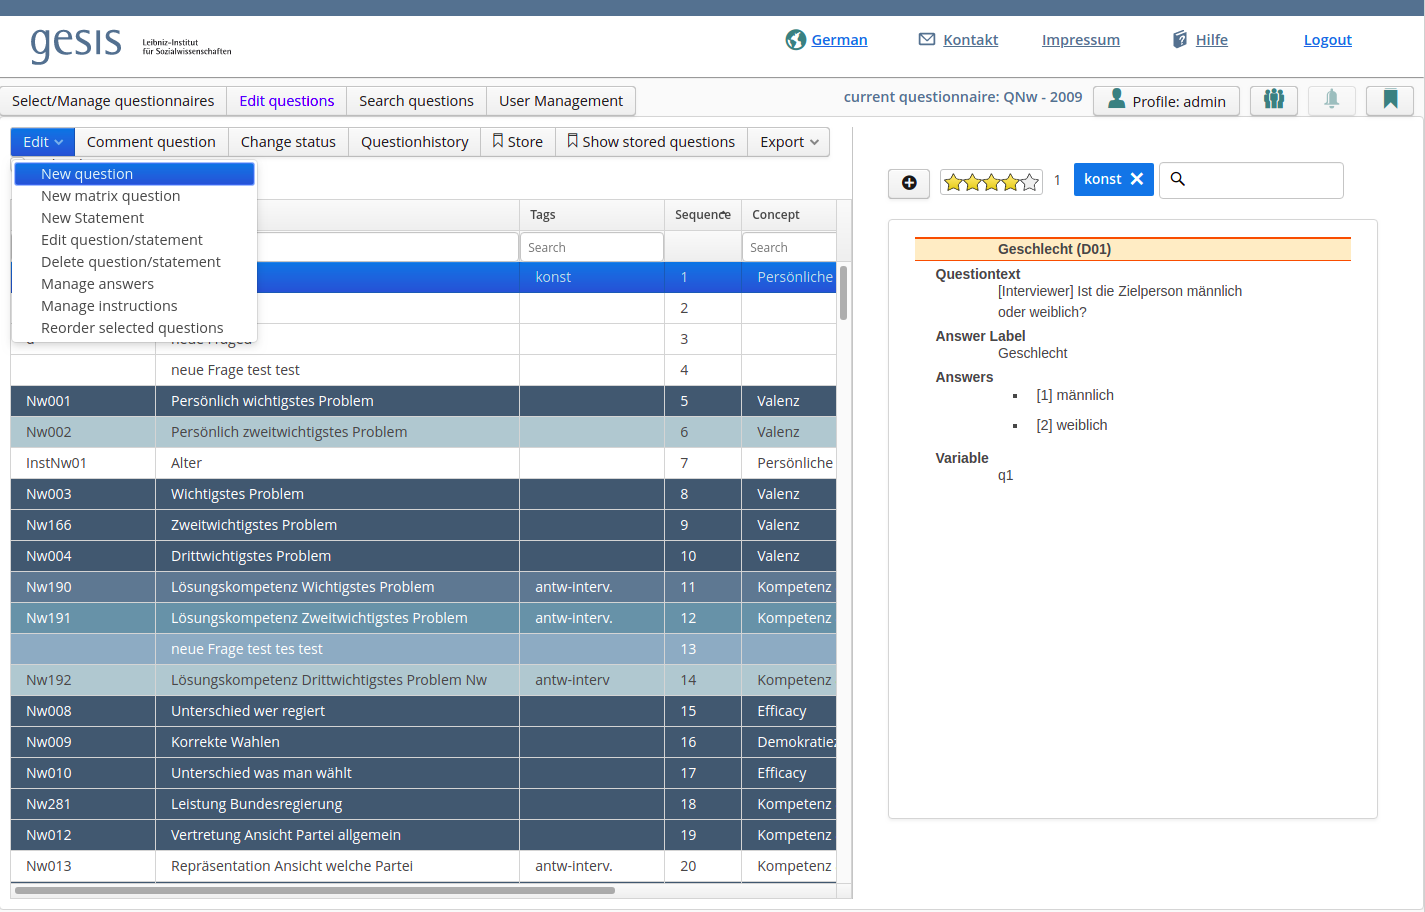 gesis
Leibniz-Institut
für Sozialwissenschaften
German
Kontakt
Impressum
Hilfe
Logout
Select/Manage questionnaires
Edit questions
Search questions
User Management
current questionnaire: QNw - 2009
Profile: admin
Edit
Comment question
Change status
Questionhistory
Store
Show stored questions
Export
New question
New matrix question
New Statement
Edit question/statement
Delete question/statement
Manage answers
Manage instructions
Reorder selected questions
Tags Sequence Concept
Search Search
konst 1 Persönliche
2
3
neue Frage test test 4
Nw001 Persönlich wichtigstes Problem 5 Valenz
Nw002 Persönlich zweitwichtigstes Problem 6 Valenz
InstNw01 Alter 7 Persönliche
Nw003 Wichtigstes Problem 8 Valenz
Nw166 Zweitwichtigstes Problem 9 Valenz
Nw004 Drittwichtigstes Problem 10 Valenz
Nw190 Lösungskompetenz Wichtigstes Problem antw-interv. 11 Kompetenz
Nw191 Lösungskompetenz Zweitwichtigstes Problem antw-interv. 12 Kompetenz
neue Frage test tes test 13
Nw192 Lösungskompetenz Drittwichtigstes Problem Nw antw-interv 14 Kompetenz
Nw008 Unterschied wer regiert 15 Efficacy
Nw009 Korrekte Wahlen 16 Demokratiez
Nw010 Unterschied was man wählt 17 Efficacy
Nw281 Leistung Bundesregierung 18 Kompetenz
Nw012 Vertretung Ansicht Partei allgemein 19 Kompetenz
Nw013 Repräsentation Ansicht welche Partei antw-interv. 20 Kompetenz
1
konst
Geschlecht (D01)
Questiontext
[Interviewer] Ist die Zielperson männlich
oder weiblich?
Answer Label
Geschlecht
Answers
[1] männlich
[2] weiblich
Variable
q1